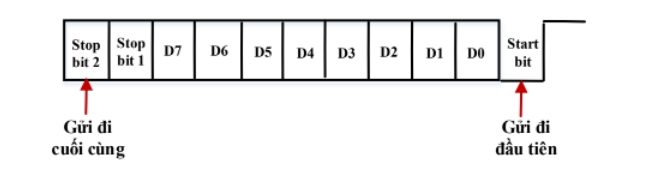 Stop bit 2 Stop bit 1 D7 D6 D5 D4 D3 D2 D1 D0 Start bit
Gửi đi cuối cùng
Gửi đi đầu tiên